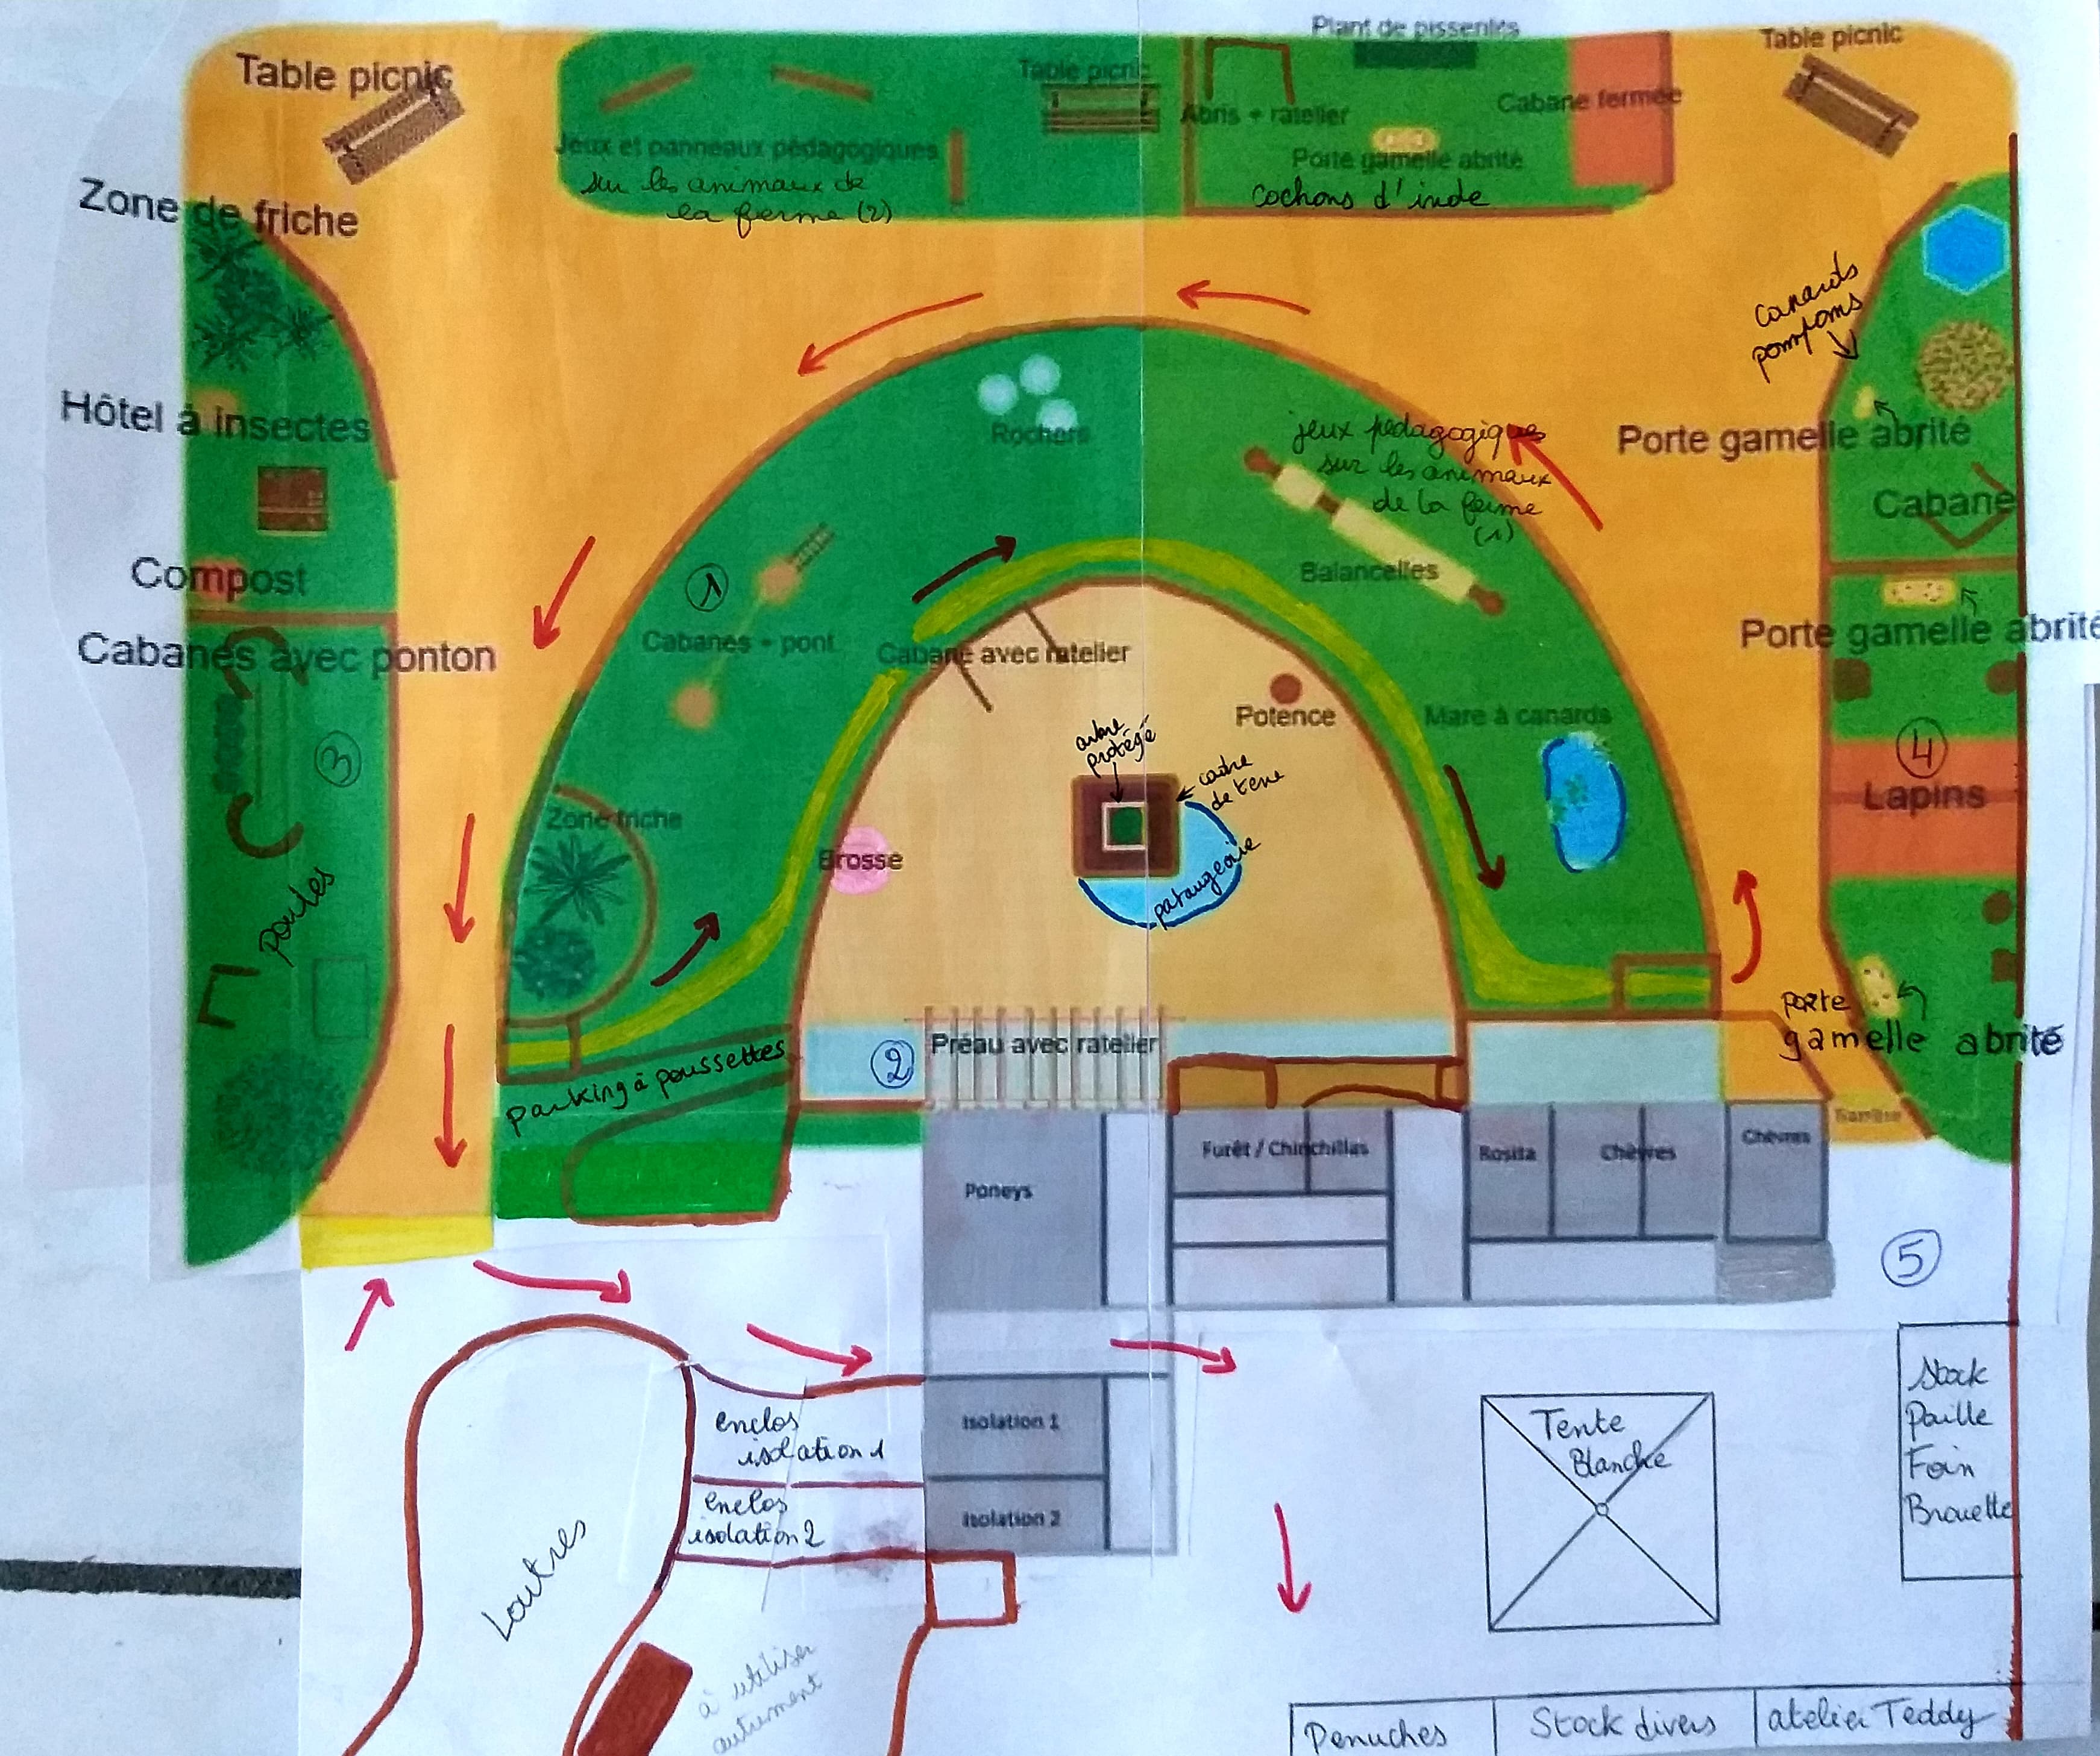 Plant de pissenlits
Table picnic
Table picnic
Table picnic
Abris + ratelier
Cabane fermée
Jeux et panneaux pédagogiques
sur les animaux de
la ferme (2)
Porte gamelle abrité
cochons d'inde
Zone de friche
canards
pompoms
Hôtel à insectes
Rochers
jeux pédagogiques
sur les animaux
de la ferme
(1)
Porte gamelle abrité
Cabane
Compost
1
Balancelles
Cabanes avec ponton
Cabanes + pont
Cabane avec ratelier
Porte gamelle abrité
Potence
Mare à canards
arbre
protégé
cadre
de terre
3
4
Lapins
Zone friche
Brosse
pataugeoire
poules
porte
gamelle abrité
2
Préau avec ratelier
parking à poussettes
Barrière
Poneys
Furêt / Chinchillas
Rosita
Chèvres
Chèvres
5
enclos
isolation 1
Isolation 1
enclos
isolation 2
Isolation 2
Tente
Blanche
Stock
Paille
Foin
Brouette
Loutres
à utiliser
autrement
Penuches
Stock divers
atelier Teddy